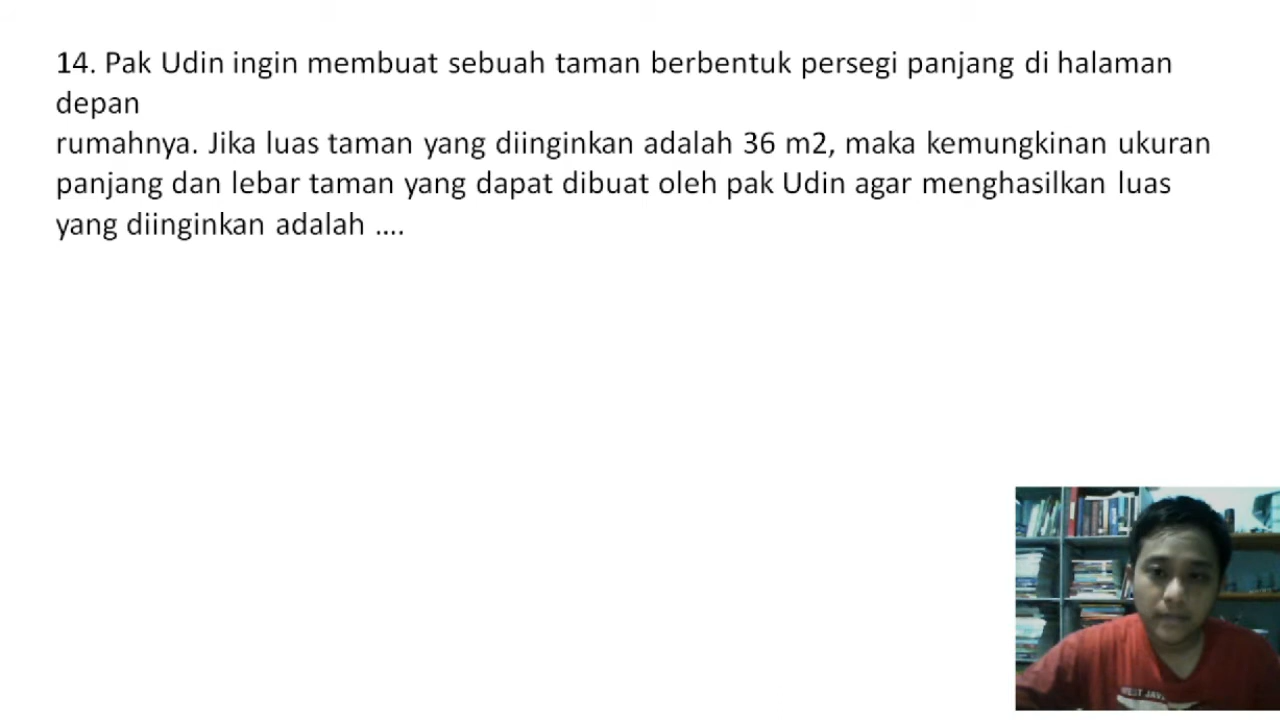 14. Pak Udin ingin membuat sebuah taman berbentuk persegi panjang di halaman
depan
rumahnya. Jika luas taman yang diinginkan adalah 36 m2, maka kemungkinan ukuran
panjang dan lebar taman yang dapat dibuat oleh pak Udin agar menghasilkan luas
yang diinginkan adalah ....
WEST JAVA